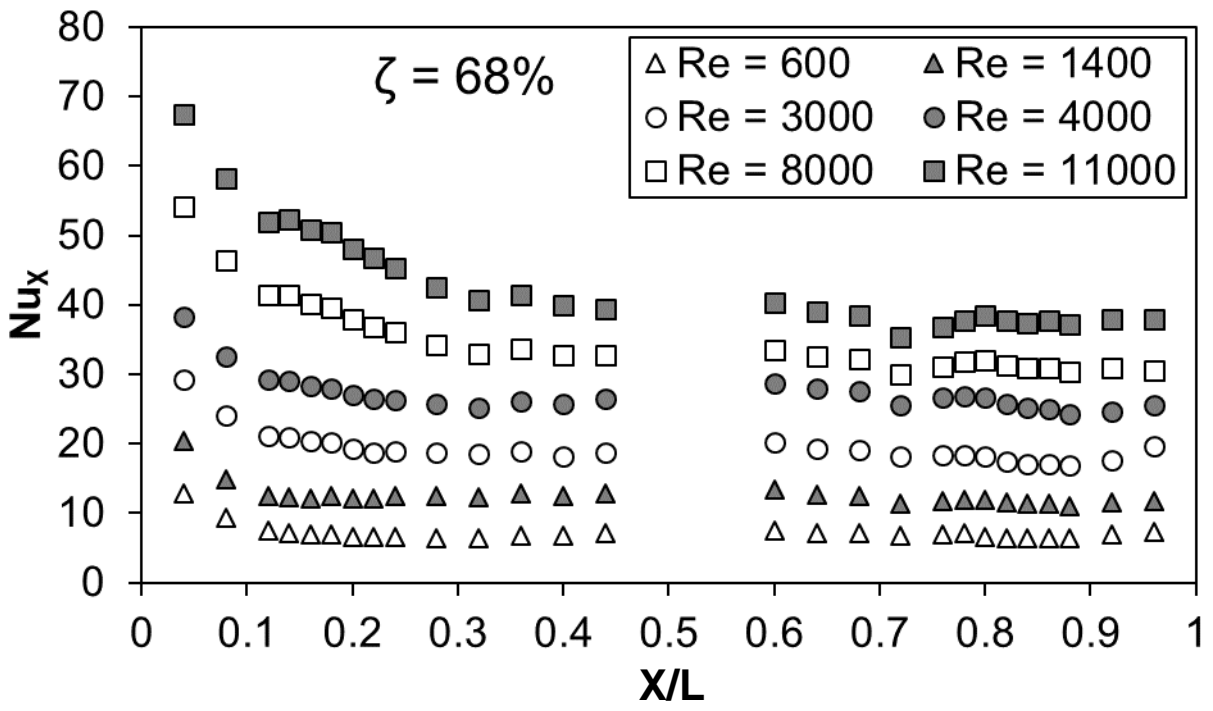 80
70
60
50
40
30
20
10
0
Nu_X
ζ = 68%
Re = 600 Re = 1400
Re = 3000 Re = 4000
Re = 8000 Re = 11000
0 0.1 0.2 0.3 0.4 0.5 0.6 0.7 0.8 0.9 1
X/L